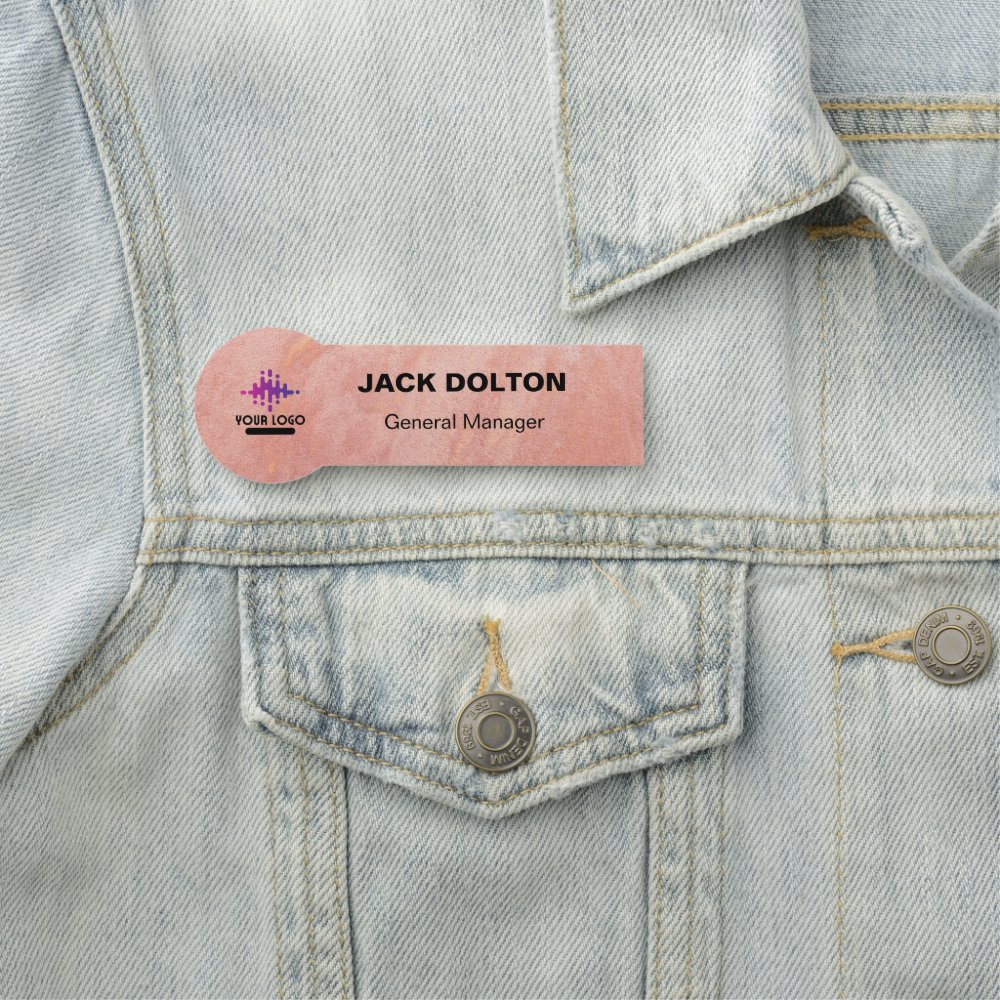 JACK DOLTON
General Manager
YOUR LOGO
GAP DENIM • EST. 1969
GAP DENIM • EST. 1969